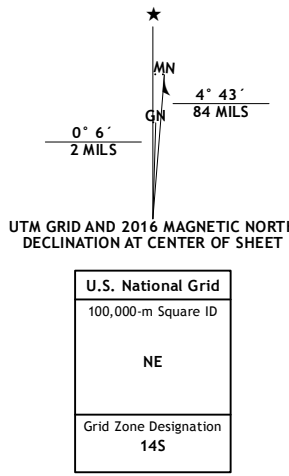 ★
MN
GN
4° 43´
84 MILS
0° 6´
2 MILS
UTM GRID AND 2016 MAGNETIC NORTH
DECLINATION AT CENTER OF SHEET
U.S. National Grid
100,000-m Square ID
NE
Grid Zone Designation
14S